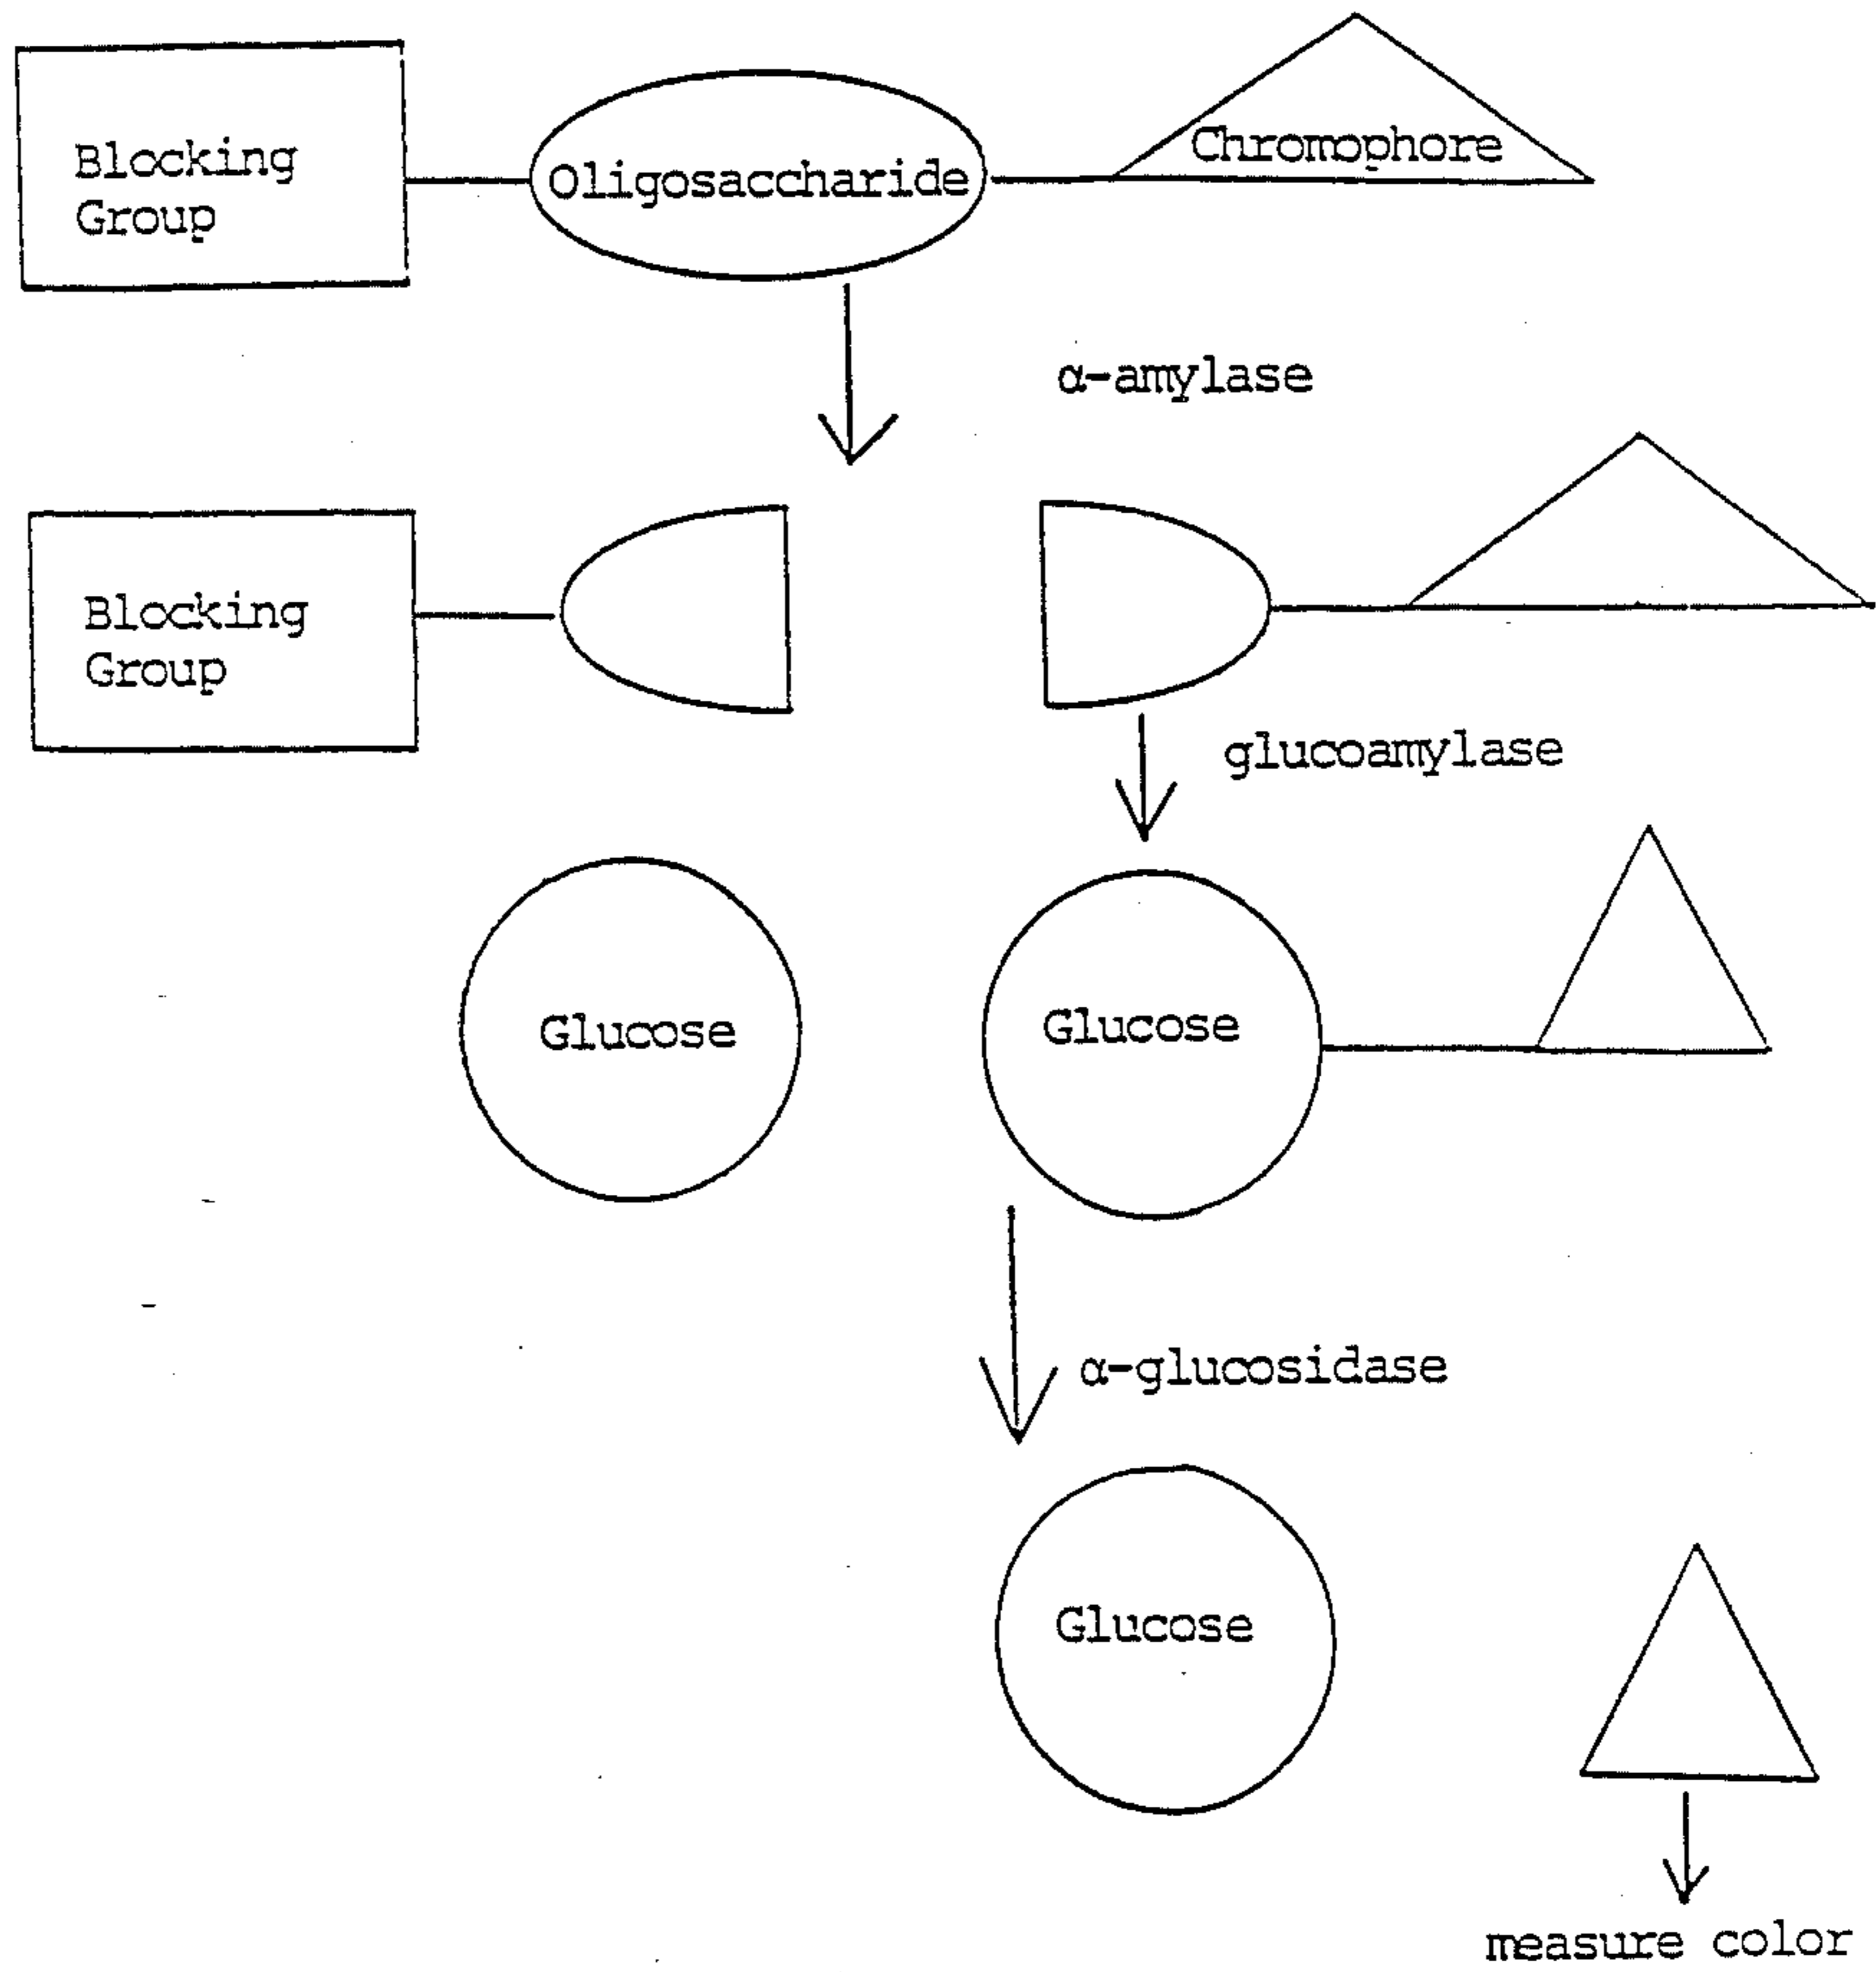 Blocking
Group
Oligosaccharide
Chromophore
α-amylase
Blocking
Group
glucoamylase
Glucose
Glucose
α-glucosidase
Glucose
measure color